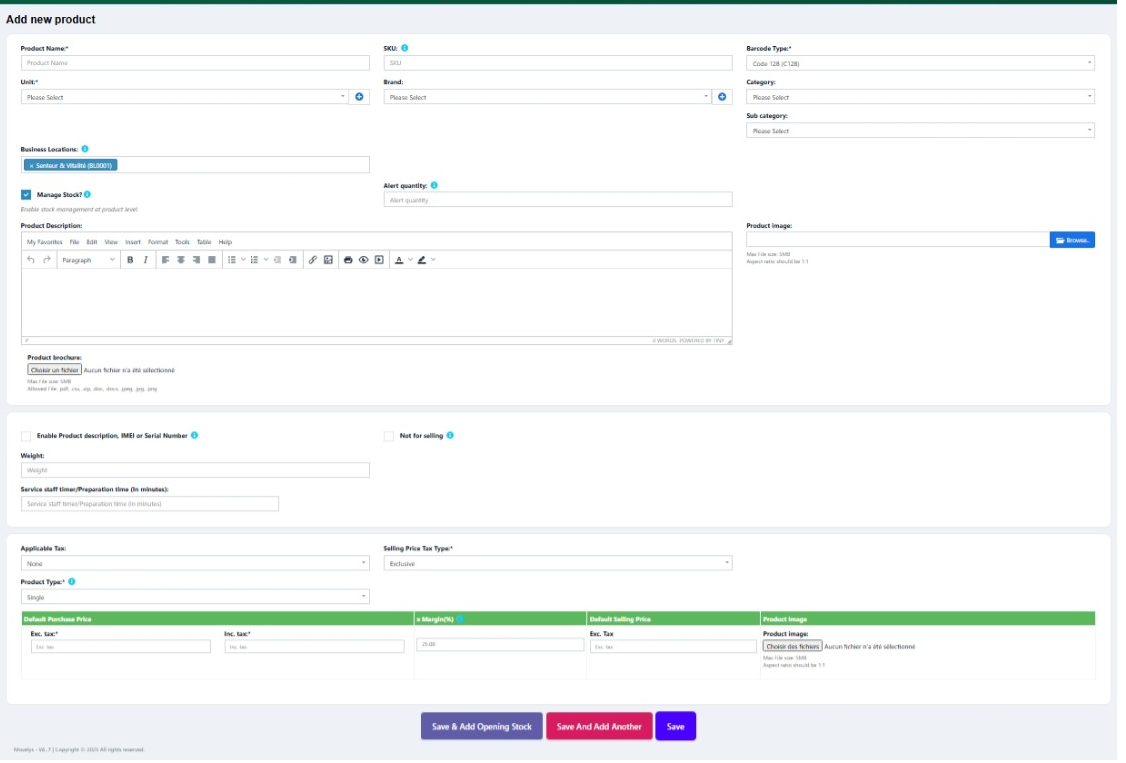 Add new product
Product Name:*
Product Name
SKU:
SKU
Barcode Type:*
Code 128 (C128)
Unit:*
Please Select
Brand:
Please Select
Category:
Please Select
Sub category:
Please Select
Business Locations:
× Senteur & Vitalité (BL0001)
Manage Stock?
Enable stock management at product level
Alert quantity:
Alert quantity
Product Description:
My Favorites File Edit View Insert Format Tools Table Help
Paragraph
P
0 WORDS POWERED BY TINY
Product image:
Browse..
Max File size: 5MB
Aspect ratio should be 1:1
Product brochure:
Choisir un fichier Aucun fichier n'a été sélectionné
Max File size: 5MB
Allowed File: .pdf, .csv, .zip, .doc, .docx, .jpeg, .jpg, .png
Enable Product description, IMEI or Serial Number
Not for selling
Weight:
Weight
Service staff timer/Preparation time (In minutes):
Service staff timer/Preparation time (In minutes)
Applicable Tax:
None
Selling Price Tax Type:*
Exclusive
Product Type:*
Single
Default Purchase Price
x Margin(%)
Default Selling Price
Product image
Exc. tax:*
Exc. tax
Inc. tax:*
Inc. tax
25.00
Exc. Tax
Exc. tax
Product image:
Choisir des fichiers Aucun fichier n'a été sélectionné
Max File size: 5MB
Aspect ratio should be 1:1
Save & Add Opening Stock
Save And Add Another
Save
V6.7 | Copyright © 2025 All rights reserved.